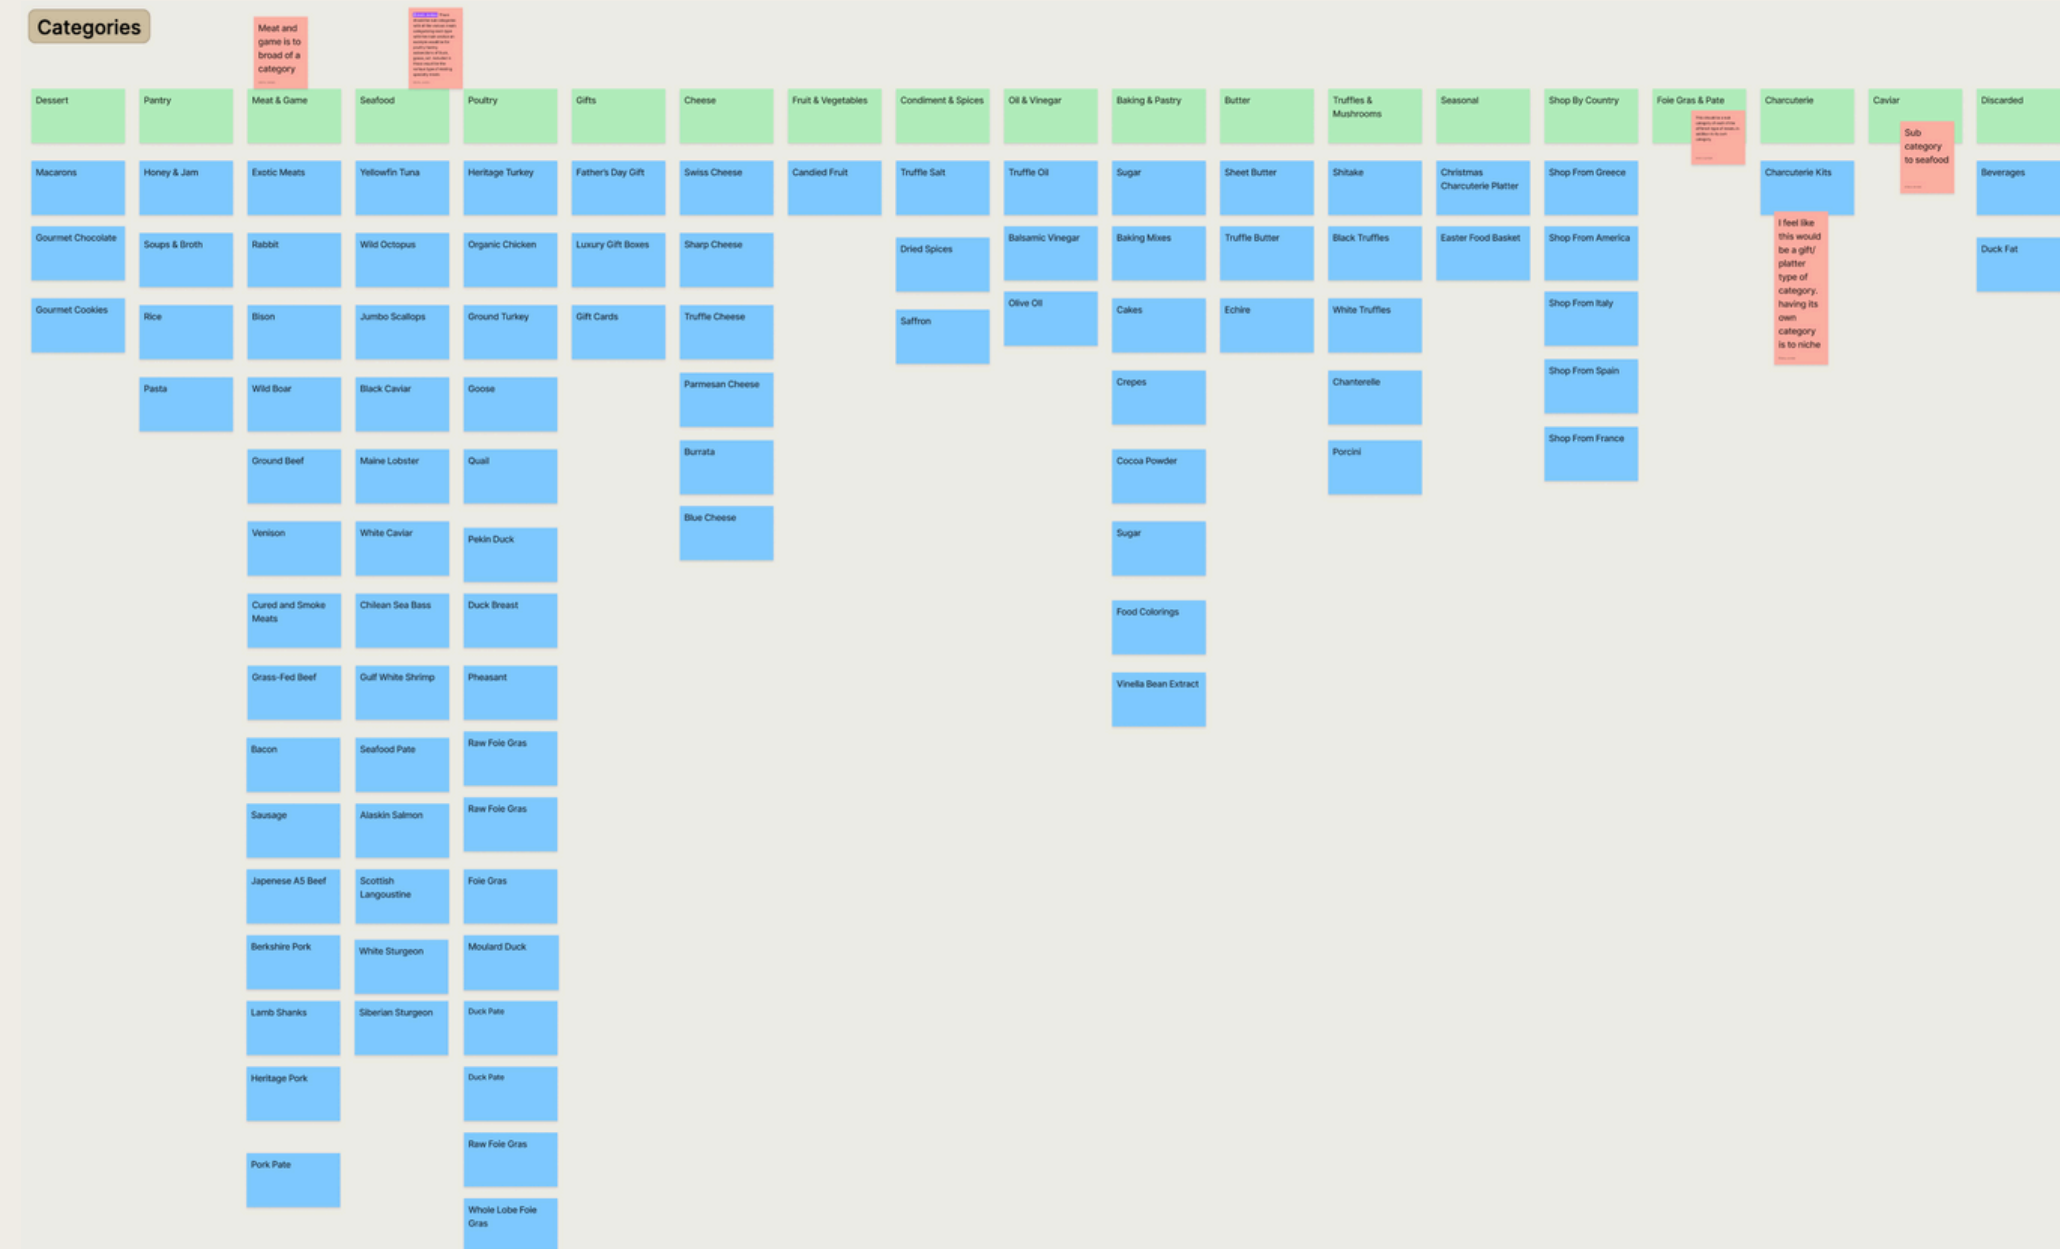 Categories
Meat and
game is to
broad of a
category
Dessert
Pantry
Meat & Game
Seafood
Poultry
Gifts
Cheese
Fruit & Vegetables
Condiment & Spices
Oil & Vinegar
Baking & Pastry
Butter
Truffles &
Mushrooms
Seasonal
Shop By Country
Foie Gras & Pate
Charcuterie
Caviar
Discarded
Sub
category
to seafood
Macarons
Gourmet Chocolate
Gourmet Cookies
Honey & Jam
Soups & Broth
Rice
Pasta
Exotic Meats
Rabbit
Bison
Wild Boar
Ground Beef
Venison
Cured and Smoke
Meats
Grass-Fed Beef
Bacon
Sausage
Japenese A5 Beef
Berkshire Pork
Lamb Shanks
Heritage Pork
Pork Pate
Yellowfin Tuna
Wild Octopus
Jumbo Scallops
Black Caviar
Maine Lobster
White Caviar
Chilean Sea Bass
Gulf White Shrimp
Seafood Pate
Alaskin Salmon
Scottish
Langoustine
White Sturgeon
Siberian Sturgeon
Heritage Turkey
Organic Chicken
Ground Turkey
Goose
Quail
Pekin Duck
Duck Breast
Pheasant
Raw Foie Gras
Raw Foie Gras
Foie Gras
Moulard Duck
Duck Pate
Duck Pate
Raw Foie Gras
Whole Lobe Foie
Gras
Father's Day Gift
Luxury Gift Boxes
Gift Cards
Swiss Cheese
Sharp Cheese
Truffle Cheese
Parmesan Cheese
Burrata
Blue Cheese
Candied Fruit
Truffle Salt
Dried Spices
Saffron
Truffle Oil
Balsamic Vinegar
Olive Oil
Sugar
Baking Mixes
Cakes
Crepes
Cocoa Powder
Sugar
Food Colorings
Vinella Bean Extract
Sheet Butter
Truffle Butter
Echire
Shitake
Black Truffles
White Truffles
Chanterelle
Porcini
Christmas
Charcuterie Platter
Easter Food Basket
Shop From Greece
Shop From America
Shop From Italy
Shop From Spain
Shop From France
Charcuterie Kits
I feel like
this would
be a gift/
platter
type of
category.
having its
own
category
is to niche
Beverages
Duck Fat